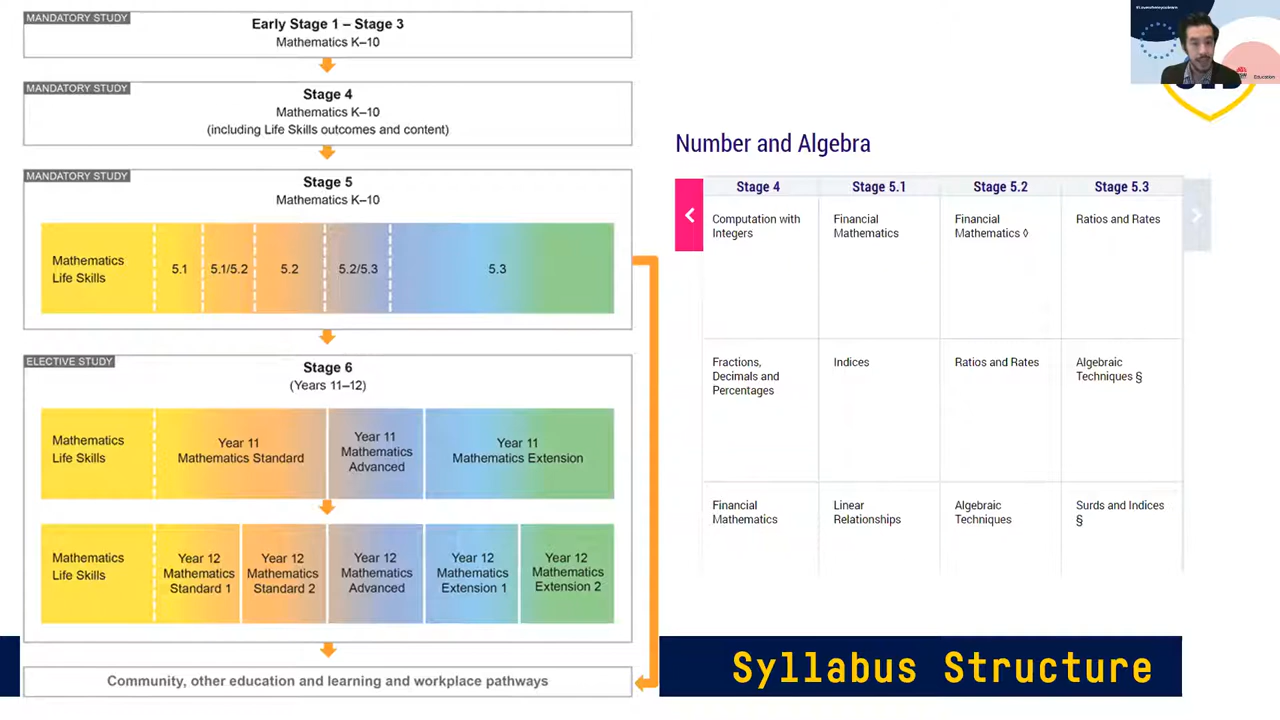 MANDATORY STUDY
Early Stage 1 – Stage 3
Mathematics K–10
MANDATORY STUDY
Stage 4
Mathematics K–10
(including Life Skills outcomes and content)
MANDATORY STUDY
Stage 5
Mathematics K–10
Mathematics
Life Skills
5.1
5.1/5.2
5.2
5.2/5.3
5.3
ELECTIVE STUDY
Stage 6
(Years 11–12)
Mathematics
Life Skills
Year 11
Mathematics Standard
Year 11
Mathematics
Advanced
Year 11
Mathematics Extension
Mathematics
Life Skills
Year 12
Mathematics
Standard 1
Year 12
Mathematics
Standard 2
Year 12
Mathematics
Advanced
Year 12
Mathematics
Extension 1
Year 12
Mathematics
Extension 2
Community, other education and learning and workplace pathways
Education
Number and Algebra
Stage 4
Stage 5.1
Stage 5.2
Stage 5.3
Computation with
Integers
Financial
Mathematics
Financial
Mathematics ◊
Ratios and Rates
Fractions,
Decimals and
Percentages
Indices
Ratios and Rates
Algebraic
Techniques §
Financial
Mathematics
Linear
Relationships
Algebraic
Techniques
Surds and Indices
§
Syllabus Structure